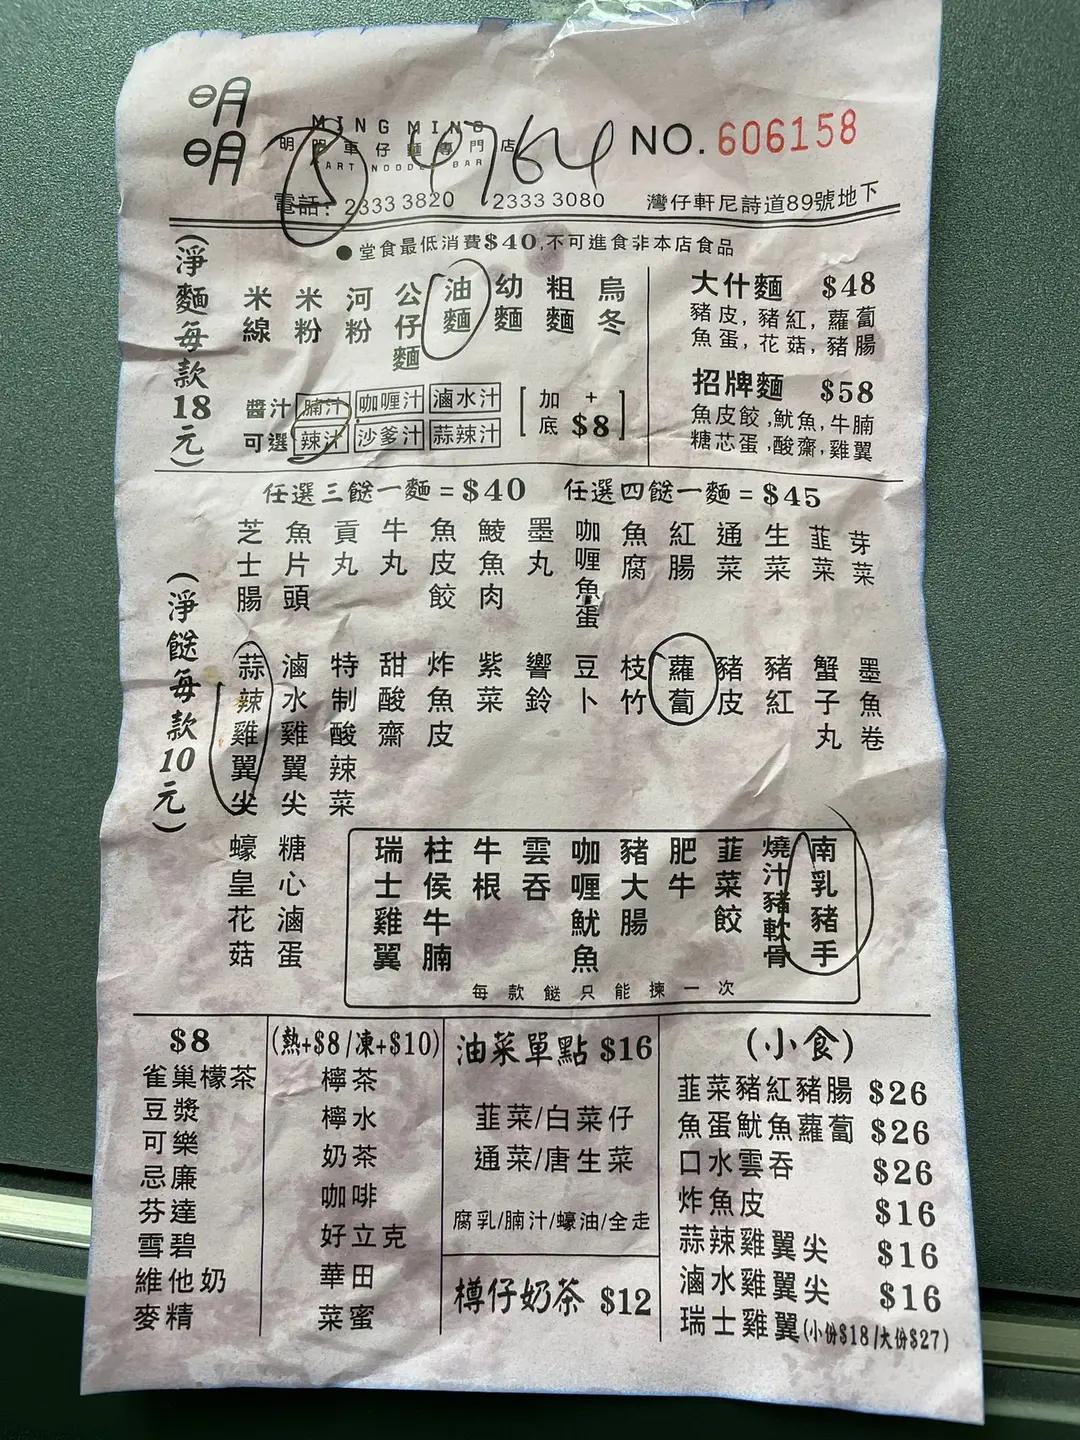 明明
MING MING
明明車仔麵專門店
CART NOODLE BAR
NO. 606158
電話: 2333 3820 2333 3080 灣仔軒尼詩道89號地下
●堂食最低消費$40,不可進食非本店食品
(淨麵每款18元)
米線 米粉 河粉 公仔麵 油麵 幼麵 粗麵 烏冬
醬汁可選
腩汁 咖喱汁 滷水汁
辣汁 沙爹汁 蒜辣汁
[加底 +$8]
大什麵 $48
豬皮,豬紅,蘿蔔
魚蛋,花菇,豬腸
招牌麵 $58
魚皮餃,魷魚,牛腩
糖芯蛋,酸齋,雞翼
任選三餸一麵=$40 任選四餸一麵=$45
(淨餸每款10元)
芝士腸 魚片頭 貢丸 牛丸 魚皮餃 鯪魚肉 墨丸 咖喱魚蛋 魚腐 紅腸 通菜 生菜 韮菜 芽菜
蒜辣雞翼尖 滷水雞翼尖 特制酸辣菜 甜酸齋 炸魚皮 紫菜 響鈴 豆卜 枝竹 蘿蔔 豬皮 豬紅 蟹子丸 墨魚卷
蠔皇花菇 糖心滷蛋
瑞士雞翼 柱侯牛腩 牛根 雲吞 咖喱魷魚 豬大腸 肥牛 韮菜餃 燒汁豬軟骨 南乳豬手
每款餸只能揀一次
$8
雀巢檬茶
豆漿
可樂
忌廉
芬達
雪碧
維他奶
麥精
(熱+$8/凍+$10)
檸茶
檸水
奶茶
咖啡
好立克
華田
菜蜜
油菜單點 $16
韮菜/白菜仔
通菜/唐生菜
腐乳/腩汁/蠔油/全走
樽仔奶茶 $12
(小食)
韮菜豬紅豬腸 $26
魚蛋魷魚蘿蔔 $26
口水雲吞 $26
炸魚皮 $16
蒜辣雞翼尖 $16
滷水雞翼尖 $16
瑞士雞翼(小份$18/大份$27)